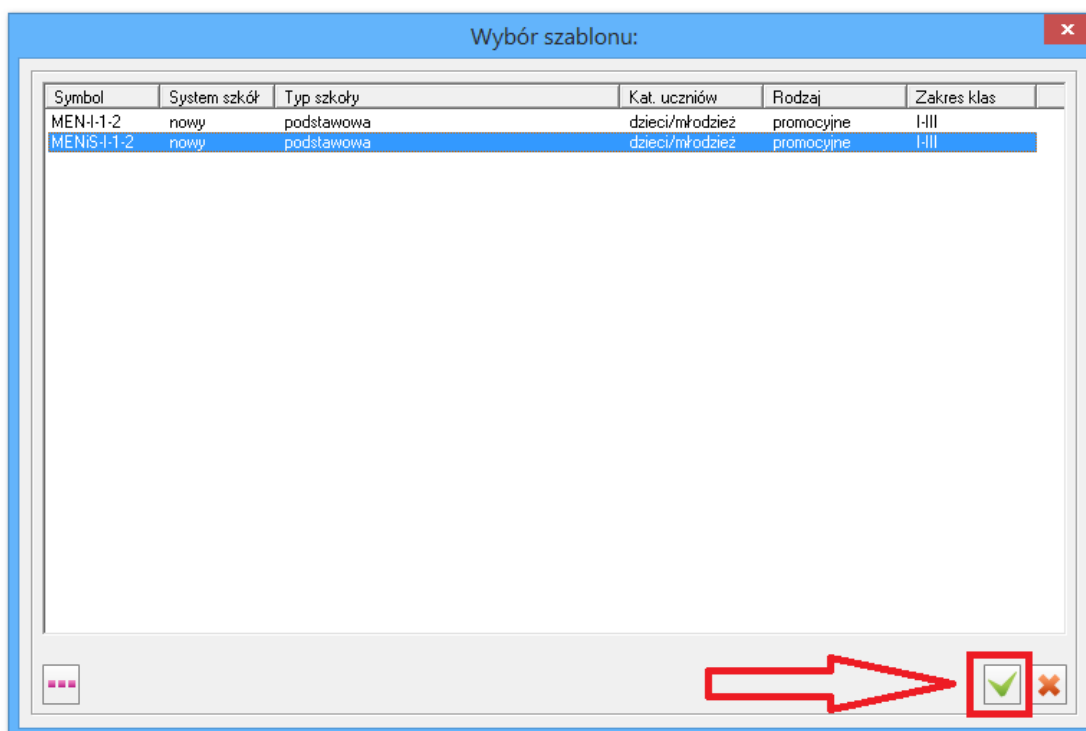 Wybór szablonu:
Symbol System szkół Typ szkoły Kat. uczniów Rodzaj Zakres klas
MEN-I-1-2 nowy podstawowa dzieci/młodzież promocyjne I-III
MENiS-I-1-2 nowy podstawowa dzieci/młodzież promocyjne I-III